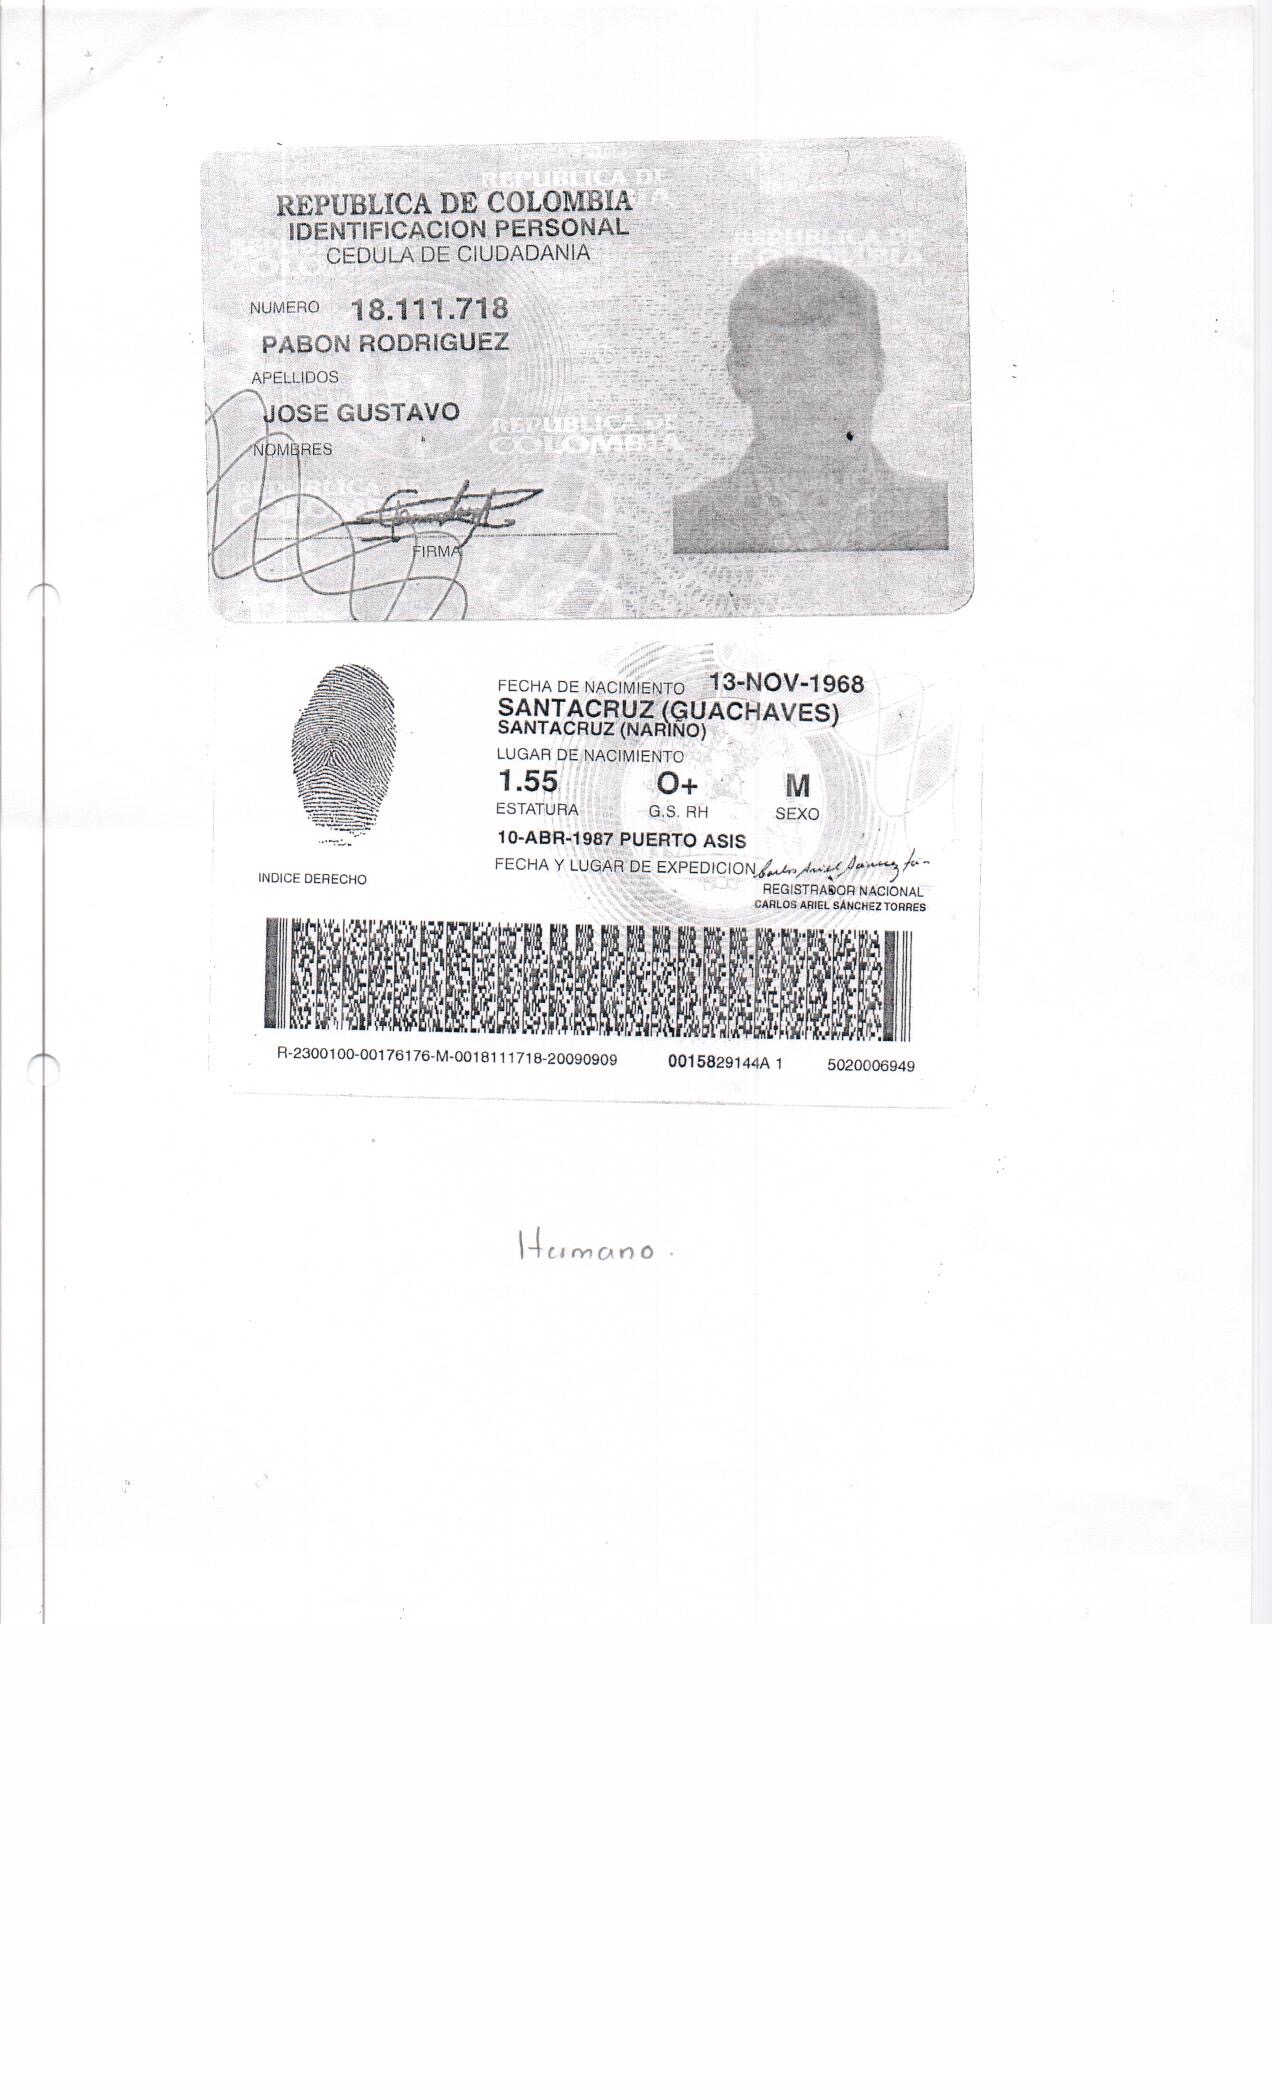 REPUBLICA DE COLOMBIA
IDENTIFICACION PERSONAL
CEDULA DE CIUDADANIA
NUMERO 18.111.718
PABON RODRIGUEZ
APELLIDOS
JOSE GUSTAVO
NOMBRES
FIRMA
REPUBLICA DE
COLOMBIA
FECHA DE NACIMIENTO 13-NOV-1968
SANTACRUZ (GUACHAVES)
SANTACRUZ (NARIÑO)
LUGAR DE NACIMIENTO
1.55 O+ M
ESTATURA G.S. RH SEXO
10-ABR-1987 PUERTO ASIS
FECHA Y LUGAR DE EXPEDICION
INDICE DERECHO
REGISTRADOR NACIONAL
CARLOS ARIEL SÁNCHEZ TORRES
R-2300100-00176176-M-0018111718-20090909 0015829144A 1 5020006949
Humano.